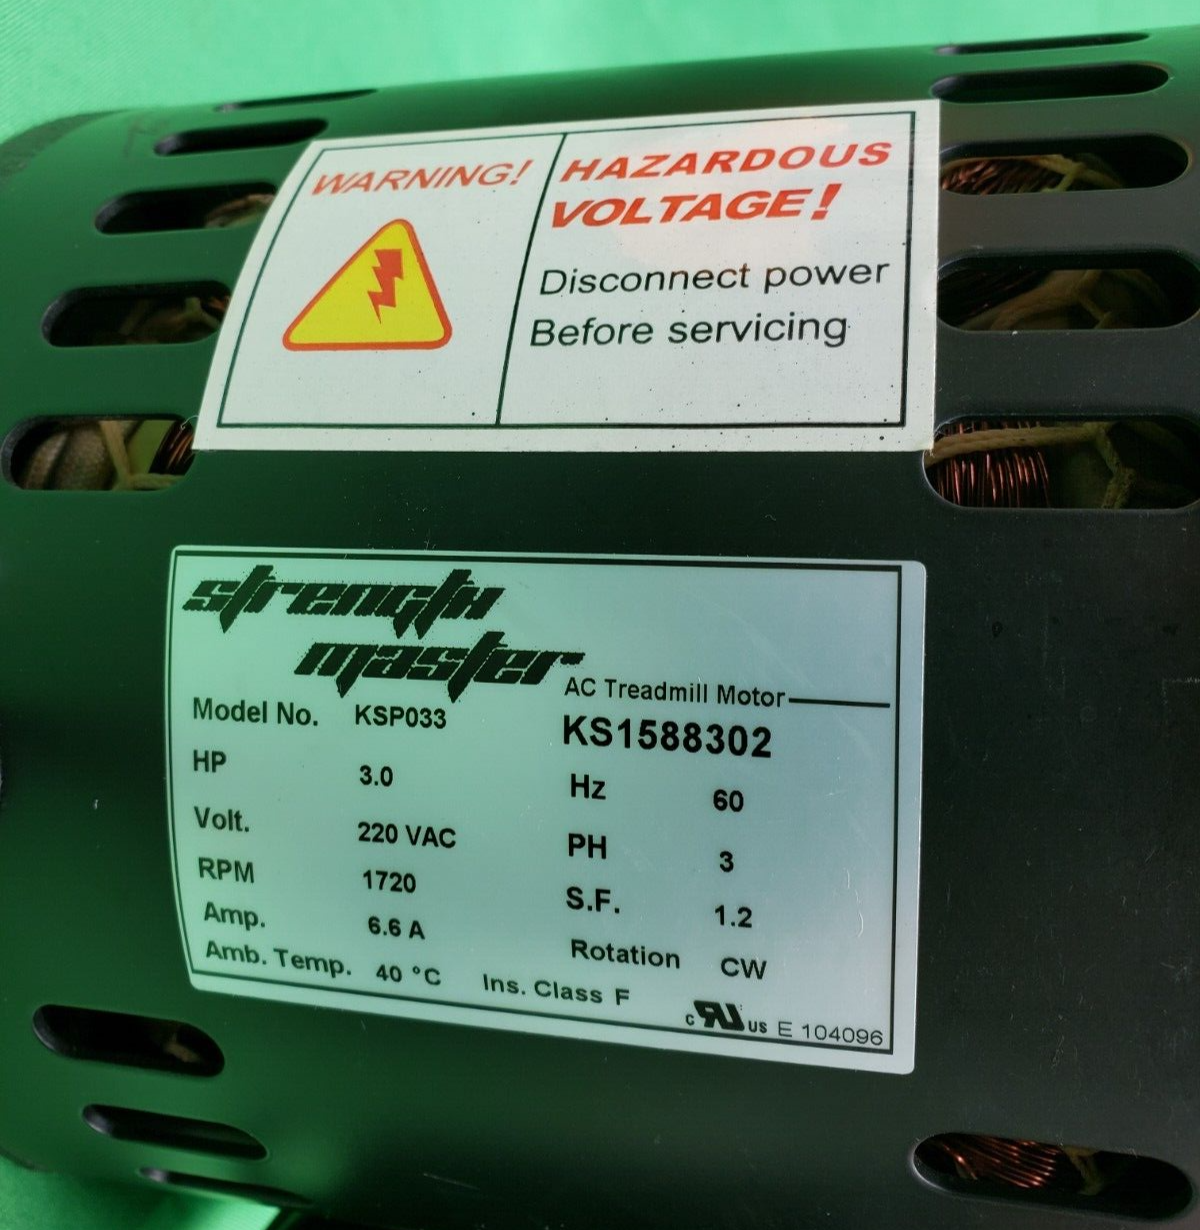 WARNING!
HAZARDOUS
VOLTAGE!
Disconnect power
Before servicing
strength
master
AC Treadmill Motor
Model No. KSP033 KS1588302
HP 3.0 Hz 60
Volt. 220 VAC PH 3
RPM 1720 S.F. 1.2
Amp. 6.6 A Rotation CW
Amb. Temp. 40 °C Ins. Class F
c RU US E 104096